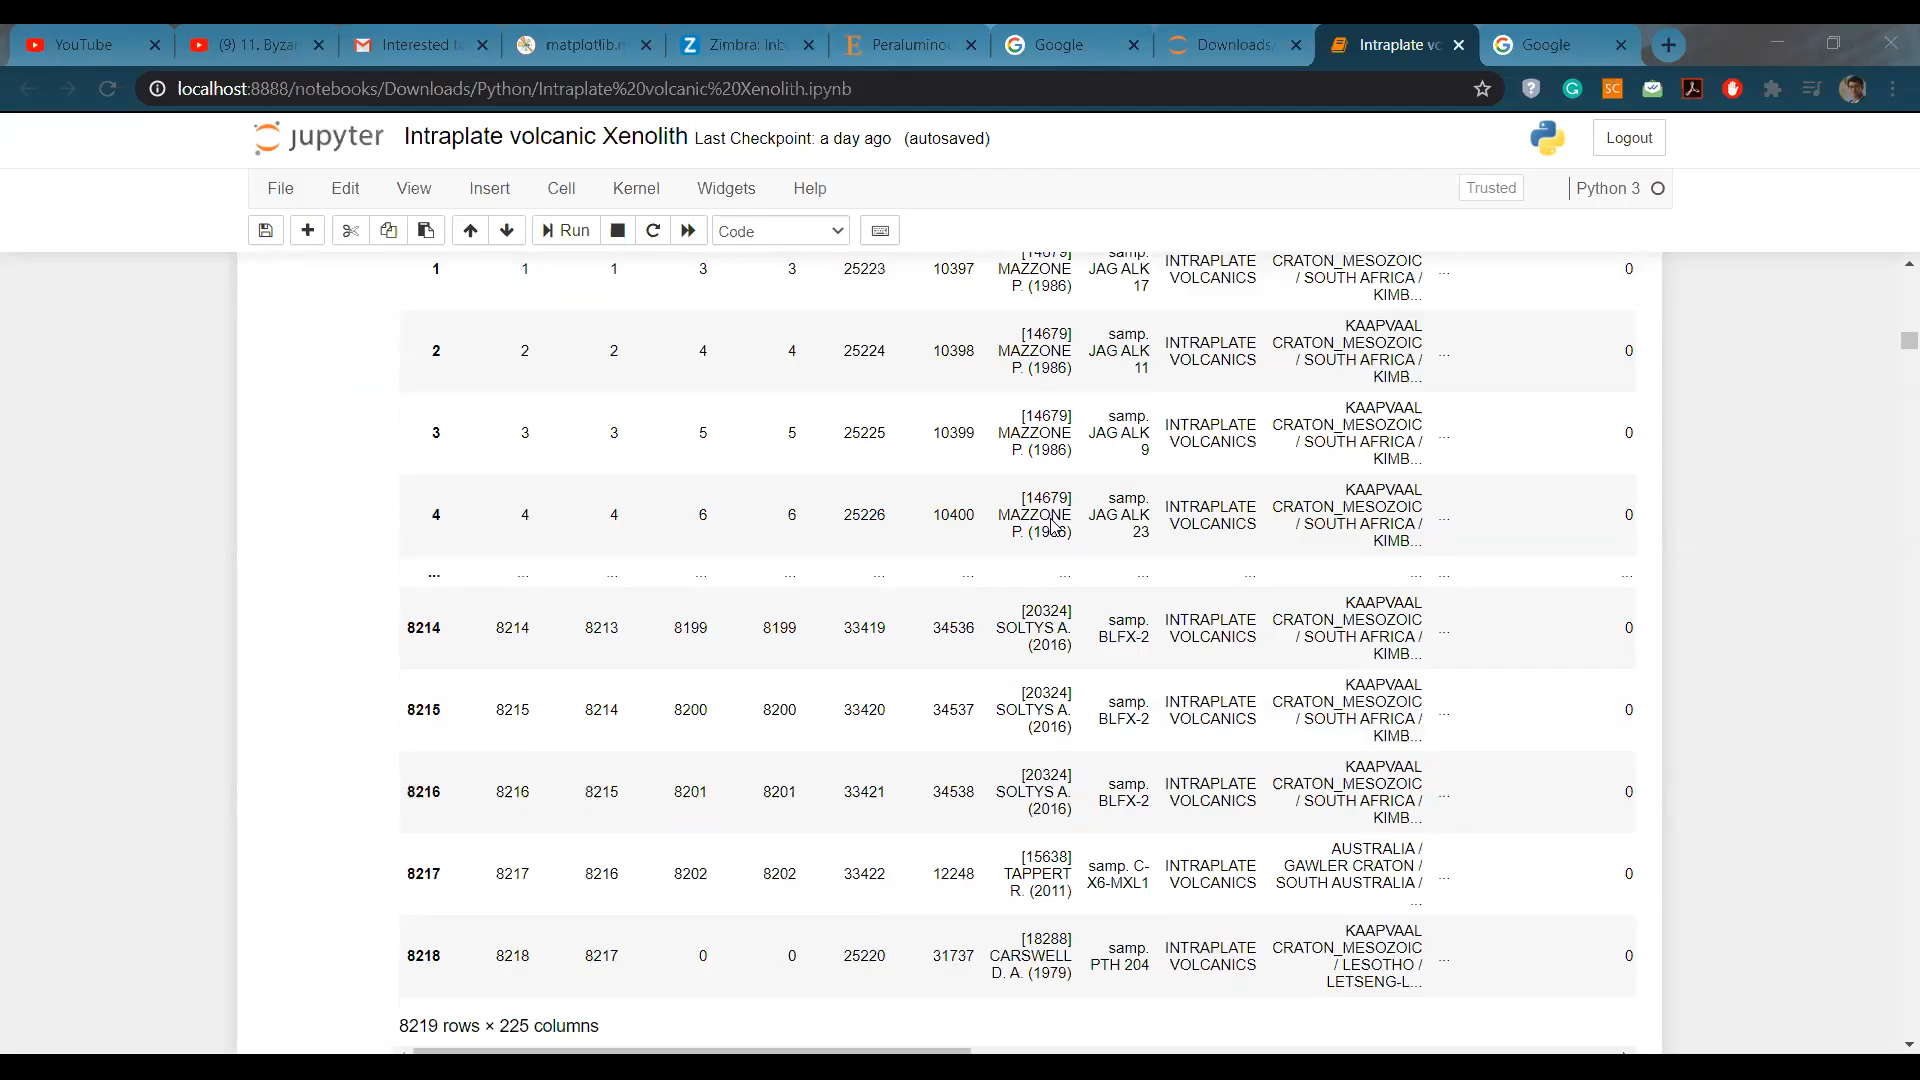 YouTube
(9) 11. Byzan
Interested t
matplotlib.m
Zimbra: Inb
Peraluminou
Google
Downloads/
Intraplate vo
Google
localhost:8888/notebooks/Downloads/Python/Intraplate%20volcanic%20Xenolith.ipynb
jupyter Intraplate volcanic Xenolith Last Checkpoint: a day ago (autosaved)
Logout
File Edit View Insert Cell Kernel Widgets Help
Trusted
Python 3
Run
Code
[14679] samp.
INTRAPLATE CRATON_MESOZOIC
1 1 1 3 3 25223 10397 MAZZONE JAG ALK ... 0
VOLCANICS / SOUTH AFRICA /
P. (1986) 17
KIMB...
KAAPVAAL
[14679] samp.
INTRAPLATE CRATON_MESOZOIC
2 2 2 4 4 25224 10398 MAZZONE JAG ALK ... 0
VOLCANICS / SOUTH AFRICA /
P. (1986) 11
KIMB...
KAAPVAAL
[14679] samp.
INTRAPLATE CRATON_MESOZOIC
3 3 3 5 5 25225 10399 MAZZONE JAG ALK ... 0
VOLCANICS / SOUTH AFRICA /
P. (1986) 9
KIMB...
KAAPVAAL
[14679] samp.
INTRAPLATE CRATON_MESOZOIC
4 4 4 6 6 25226 10400 MAZZONE JAG ALK ... 0
VOLCANICS / SOUTH AFRICA /
P. (1986) 23
KIMB...
... ... ... ... ... ... ... ... ... ... ... ... ...
KAAPVAAL
[20324]
samp. INTRAPLATE CRATON_MESOZOIC
8214 8214 8213 8199 8199 33419 34536 SOLTYS A. ... 0
BLFX-2 VOLCANICS / SOUTH AFRICA /
(2016)
KIMB...
KAAPVAAL
[20324]
samp. INTRAPLATE CRATON_MESOZOIC
8215 8215 8214 8200 8200 33420 34537 SOLTYS A. ... 0
BLFX-2 VOLCANICS / SOUTH AFRICA /
(2016)
KIMB...
KAAPVAAL
[20324]
samp. INTRAPLATE CRATON_MESOZOIC
8216 8216 8215 8201 8201 33421 34538 SOLTYS A. ... 0
BLFX-2 VOLCANICS / SOUTH AFRICA /
(2016)
KIMB...
AUSTRALIA /
[15638]
samp. C- INTRAPLATE GAWLER CRATON /
8217 8217 8216 8202 8202 33422 12248 TAPPERT ... 0
X6-MXL1 VOLCANICS SOUTH AUSTRALIA /
R. (2011)
...
KAAPVAAL
[18288]
samp. INTRAPLATE CRATON_MESOZOIC
8218 8218 8217 0 0 25220 31737 CARSWELL ... 0
PTH 204 VOLCANICS / LESOTHO /
D. A. (1979)
LETSENG-L...
8219 rows × 225 columns